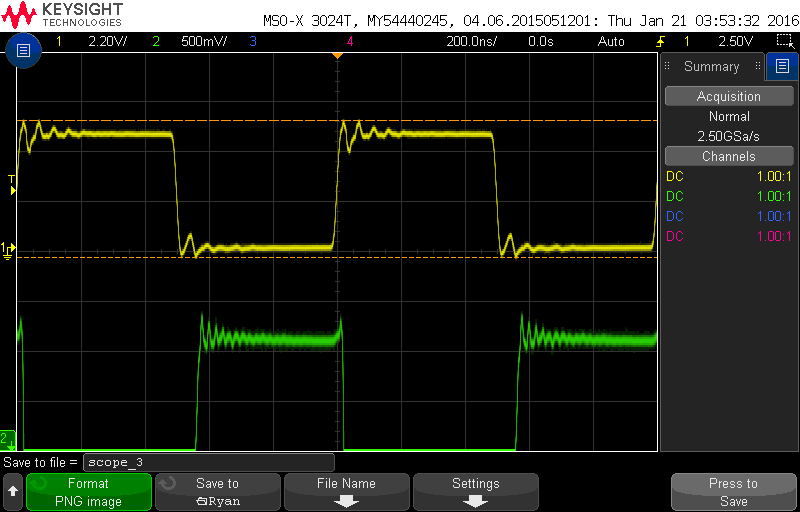 KEYSIGHT
TECHNOLOGIES
MSO-X 3024T, MY54440245, 04.06.2015051201: Thu Jan 21 03:53:32 2016
1 2.20V/ 2 500mV/ 3 4 200.0ns/ 0.0s Auto 1 2.50V
Summary
Acquisition
Normal
2.50GSa/s
Channels
DC 1.00:1
DC 1.00:1
DC 1.00:1
DC 1.00:1
T
1
2
Save to file = scope_3
Format
PNG image
Save to
Ryan
File Name
Settings
Press to
Save